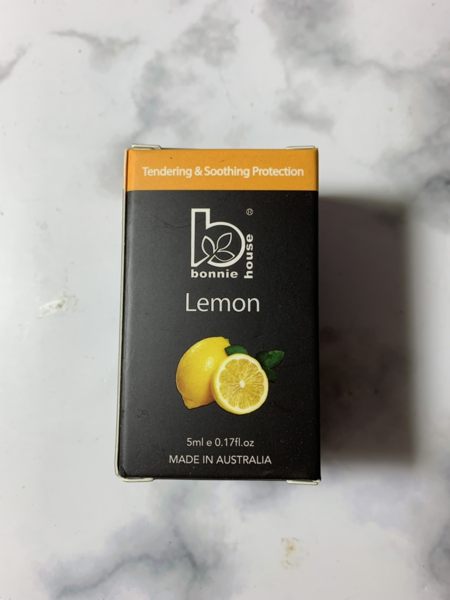 Tendering & Soothing Protection
b ®
bonnie house
Lemon
5ml e 0.17fl.oz
MADE IN AUSTRALIA